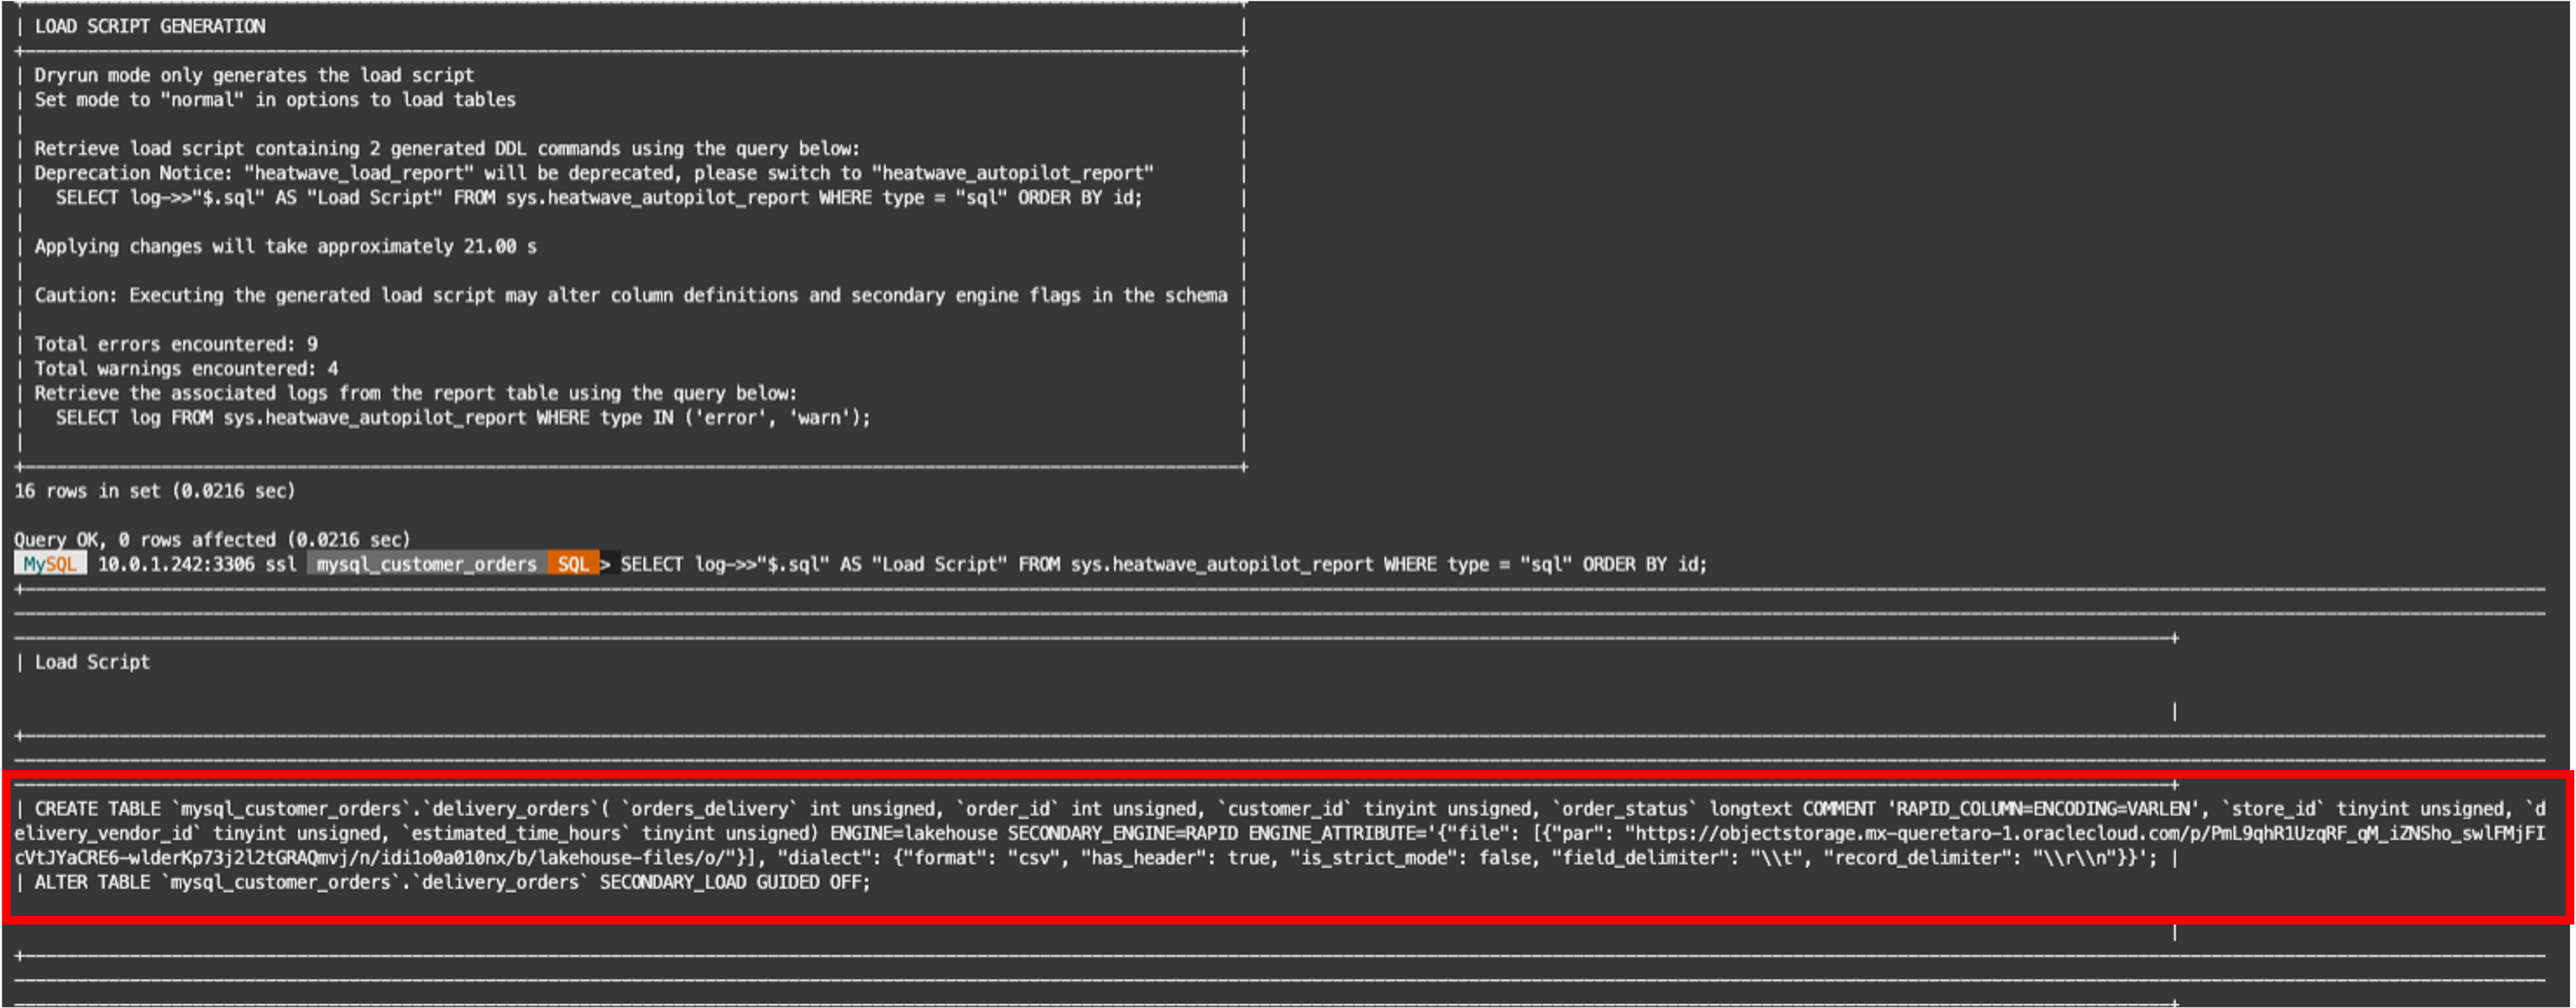 LOAD SCRIPT GENERATION
Dryrun mode only generates the load script
Set mode to "normal" in options to load tables
Retrieve load script containing 2 generated DDL commands using the query below:
Deprecation Notice: "heatwave_load_report" will be deprecated, please switch to "heatwave_autopilot_report"
SELECT log->>"$.sql" AS "Load Script" FROM sys.heatwave_autopilot_report WHERE type = "sql" ORDER BY id;
Applying changes will take approximately 21.00 s
Caution: Executing the generated load script may alter column definitions and secondary engine flags in the schema
Total errors encountered: 9
Total warnings encountered: 4
Retrieve the associated logs from the report table using the query below:
SELECT log FROM sys.heatwave_autopilot_report WHERE type IN ('error', 'warn');
16 rows in set (0.0216 sec)
Query OK, 0 rows affected (0.0216 sec)
MySQL 10.0.1.242:3306 ssl mysql_customer_orders SQL > SELECT log->>"$.sql" AS "Load Script" FROM sys.heatwave_autopilot_report WHERE type = "sql" ORDER BY id;
| Load Script
| CREATE TABLE `mysql_customer_orders`.`delivery_orders`( `orders_delivery` int unsigned, `order_id` int unsigned, `customer_id` tinyint unsigned, `order_status` longtext COMMENT 'RAPID_COLUMN=ENCODING=VARLEN', `store_id` tinyint unsigned, `d
elivery_vendor_id` tinyint unsigned, `estimated_time_hours` tinyint unsigned) ENGINE=lakehouse SECONDARY_ENGINE=RAPID ENGINE_ATTRIBUTE='{"file": [{"par": "https://objectstorage.mx-queretaro-1.oraclecloud.com/p/PmL9qhR1UzqRF_qM_iZNSho_swlFMjFI
cVtJYaCRE6-wlderKp73j2l2tGRAQmvj/n/idi1o0a010nx/b/lakehouse-files/o/"}], "dialect": {"format": "csv", "has_header": true, "is_strict_mode": false, "field_delimiter": "\\t", "record_delimiter": "\\r\\n"}}'; |
| ALTER TABLE `mysql_customer_orders`.`delivery_orders` SECONDARY_LOAD GUIDED OFF;